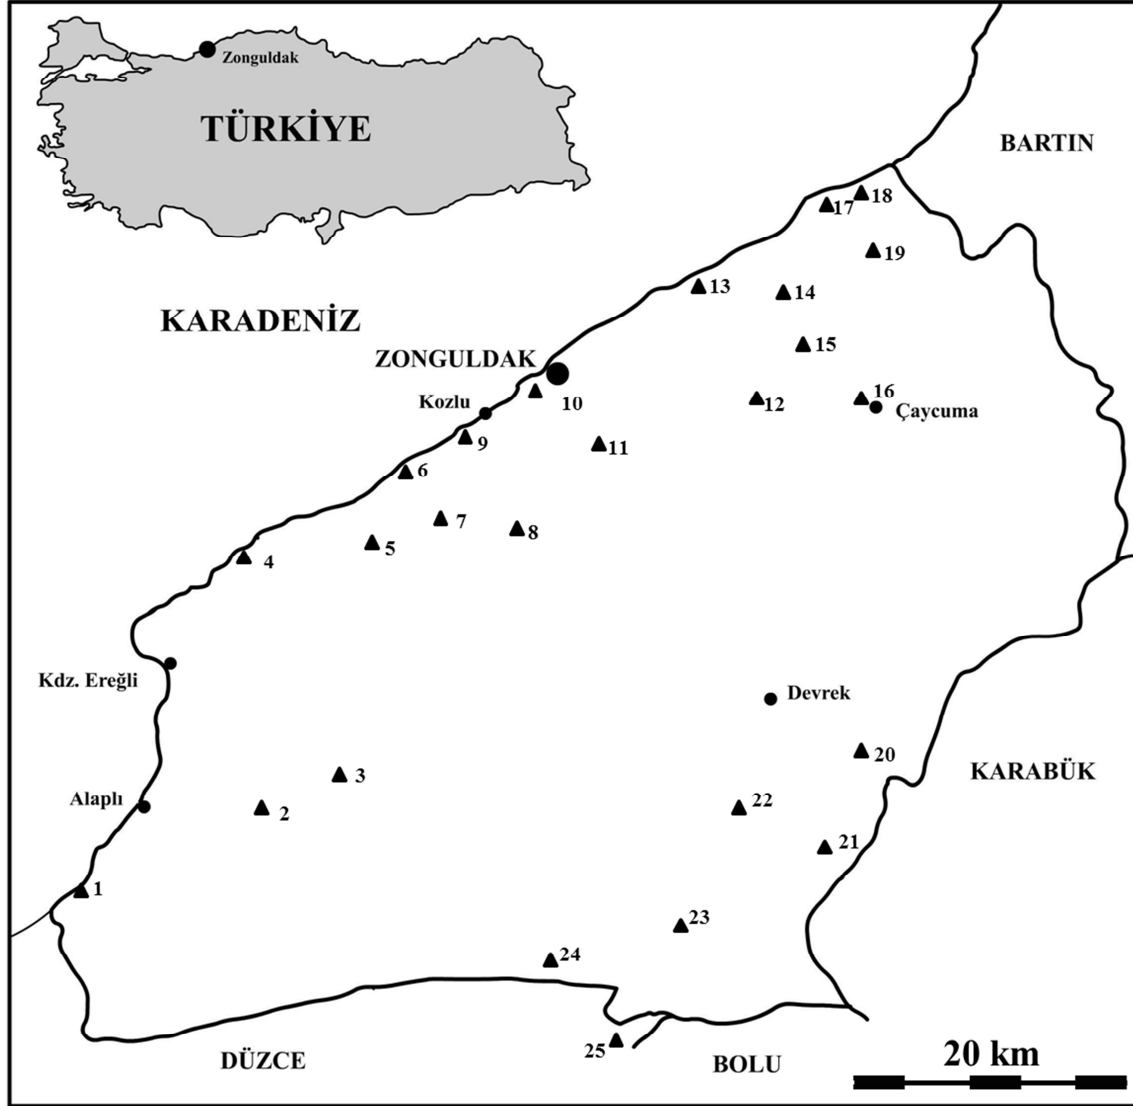 Zonguldak
TÜRKİYE
BARTIN
18
17
19
13
14
KARADENİZ
15
ZONGULDAK
Kozlu
10
12
16
Çaycuma
9
11
6
7
8
5
4
Kdz. Ereğli
Devrek
20
KARABÜK
3
Alaplı
2
22
21
1
23
24
25
DÜZCE
BOLU
20 km